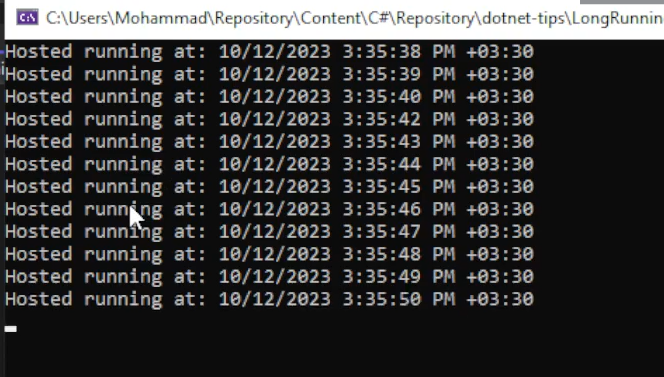 C:\Users\Mohammad\Repository\Content\C#\Repository\dotnet-tips\LongRunnin
Hosted running at: 10/12/2023 3:35:38 PM +03:30
Hosted running at: 10/12/2023 3:35:39 PM +03:30
Hosted running at: 10/12/2023 3:35:40 PM +03:30
Hosted running at: 10/12/2023 3:35:42 PM +03:30
Hosted running at: 10/12/2023 3:35:43 PM +03:30
Hosted running at: 10/12/2023 3:35:44 PM +03:30
Hosted running at: 10/12/2023 3:35:45 PM +03:30
Hosted running at: 10/12/2023 3:35:46 PM +03:30
Hosted running at: 10/12/2023 3:35:47 PM +03:30
Hosted running at: 10/12/2023 3:35:48 PM +03:30
Hosted running at: 10/12/2023 3:35:49 PM +03:30
Hosted running at: 10/12/2023 3:35:50 PM +03:30